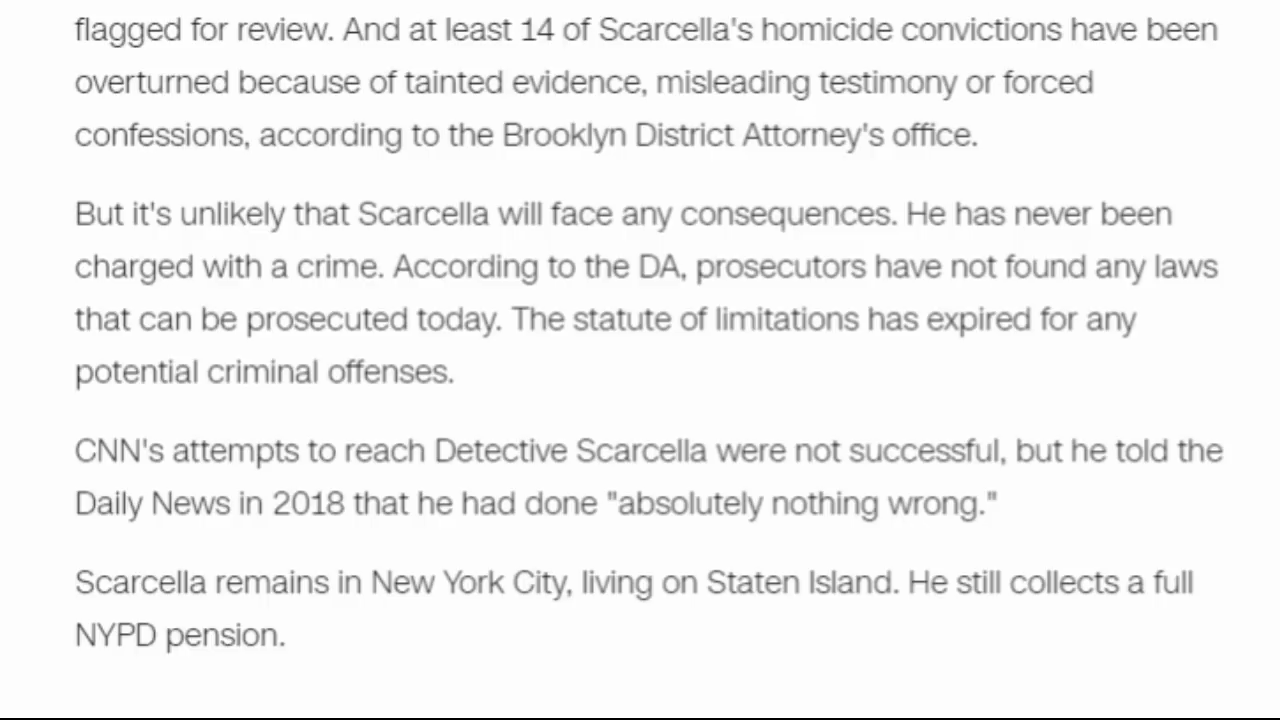 flagged for review. And at least 14 of Scarcella's homicide convictions have been
overturned because of tainted evidence, misleading testimony or forced
confessions, according to the Brooklyn District Attorney's office.
But it's unlikely that Scarcella will face any consequences. He has never been
charged with a crime. According to the DA, prosecutors have not found any laws
that can be prosecuted today. The statute of limitations has expired for any
potential criminal offenses.
CNN's attempts to reach Detective Scarcella were not successful, but he told the
Daily News in 2018 that he had done "absolutely nothing wrong."
Scarcella remains in New York City, living on Staten Island. He still collects a full
NYPD pension.